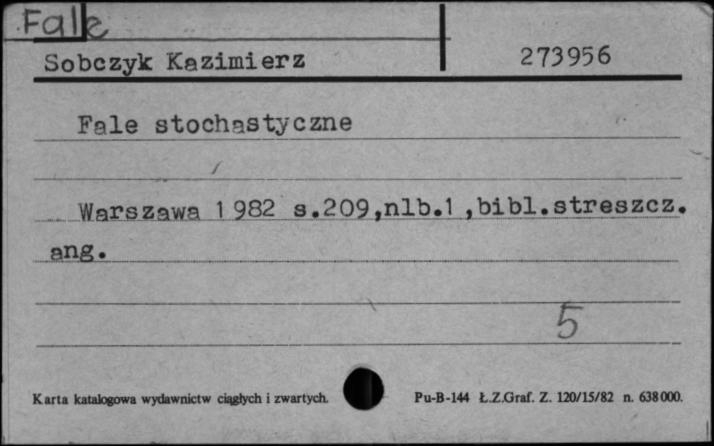 Fale
Sobczyk Kazimierz 273956
Fale stochastyczne
Warszawa 1982 s.209,nlb.1,bibl.streszcz.
ang.
5
Karta katalogowa wydawnictw ciągłych i zwartych. Pu-B-144 Ł.Z.Graf. Z. 120/15/82 n. 638000.